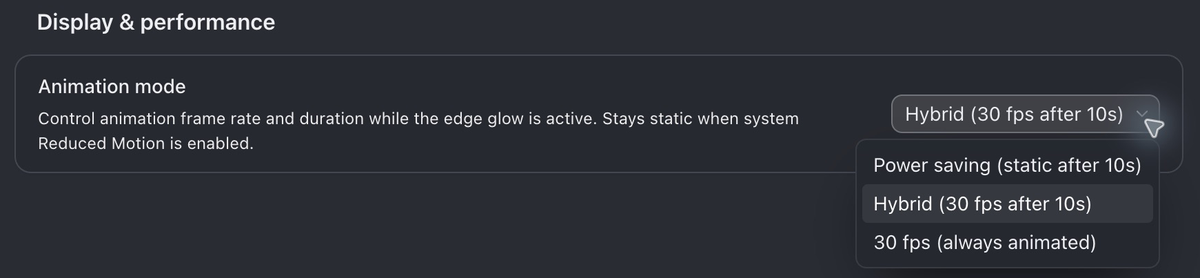 Display & performance
Animation mode
Control animation frame rate and duration while the edge glow is active. Stays static when system
Reduced Motion is enabled.
Hybrid (30 fps after 10s)
Power saving (static after 10s)
Hybrid (30 fps after 10s)
30 fps (always animated)